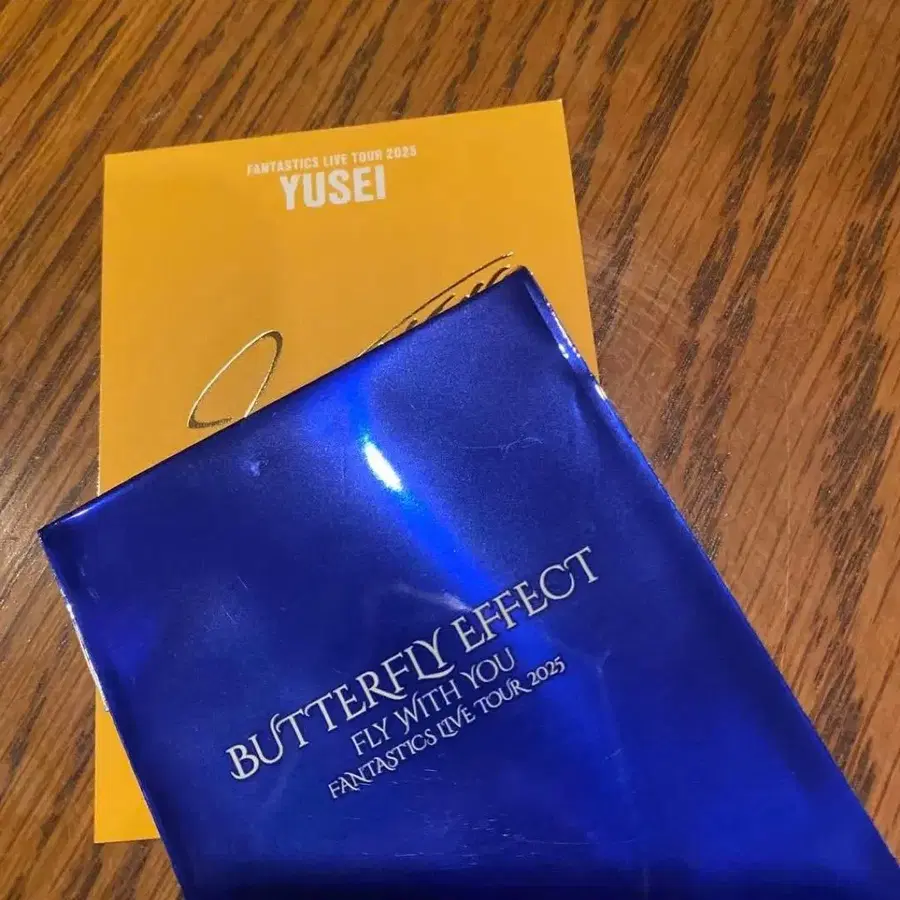 FANTASTICS LIVE TOUR 2025
YUSEI
BUTTERFLY EFFECT
FLY WITH YOU
FANTASTICS LIVE TOUR 2025